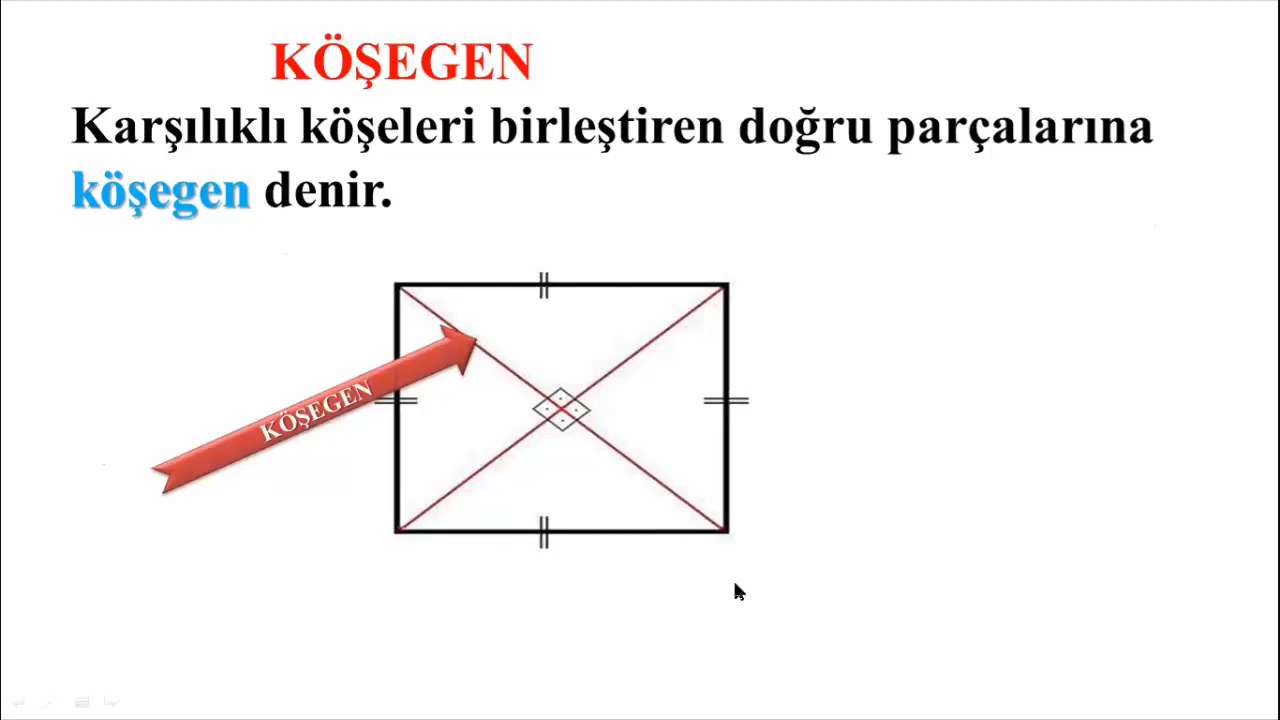 KÖŞEGEN
Karşılıklı köşeleri birleştiren doğru parçalarına
köşegen denir.
KÖŞEGEN